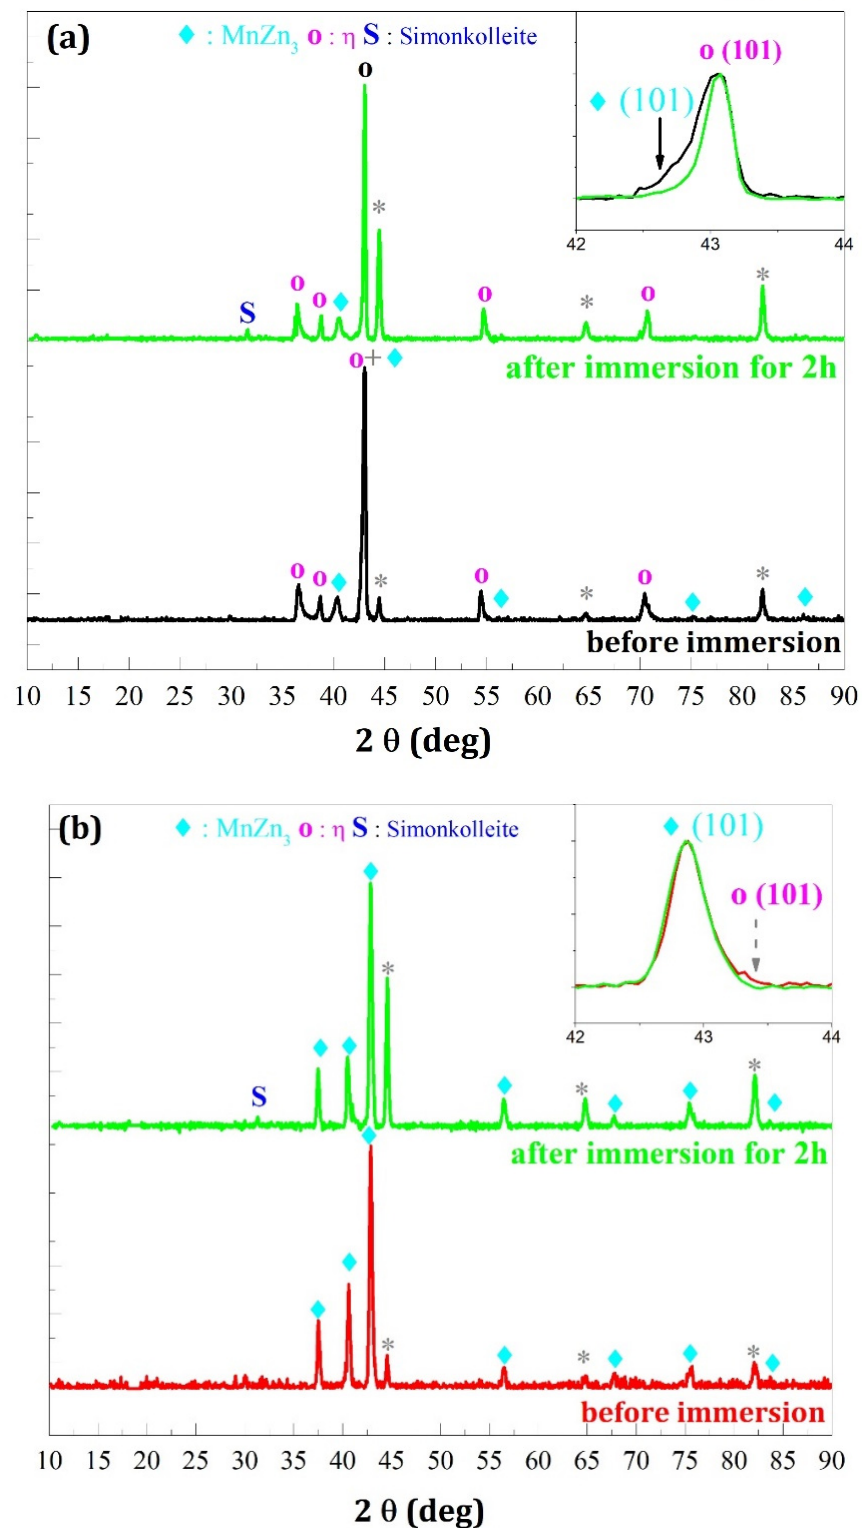 (a)
♦ : MnZn₃ o : η S : Simonkolleite
o
o (101)
♦ (101)
42 43 44
*
S o o ♦ o * o *
after immersion for 2h
o + ♦
o o ♦ * o ♦ * o ♦ * ♦
before immersion
10 15 20 25 30 35 40 45 50 55 60 65 70 75 80 85 90
2 θ (deg)
(b)
♦ : MnZn₃ o : η S : Simonkolleite
♦ (101)
o (101)
42 43 44
♦
*
S ♦ ♦ ♦ * ♦ ♦ * ♦
after immersion for 2h
♦
♦ ♦ * ♦ * ♦ ♦ * ♦
before immersion
10 15 20 25 30 35 40 45 50 55 60 65 70 75 80 85 90
2 θ (deg)